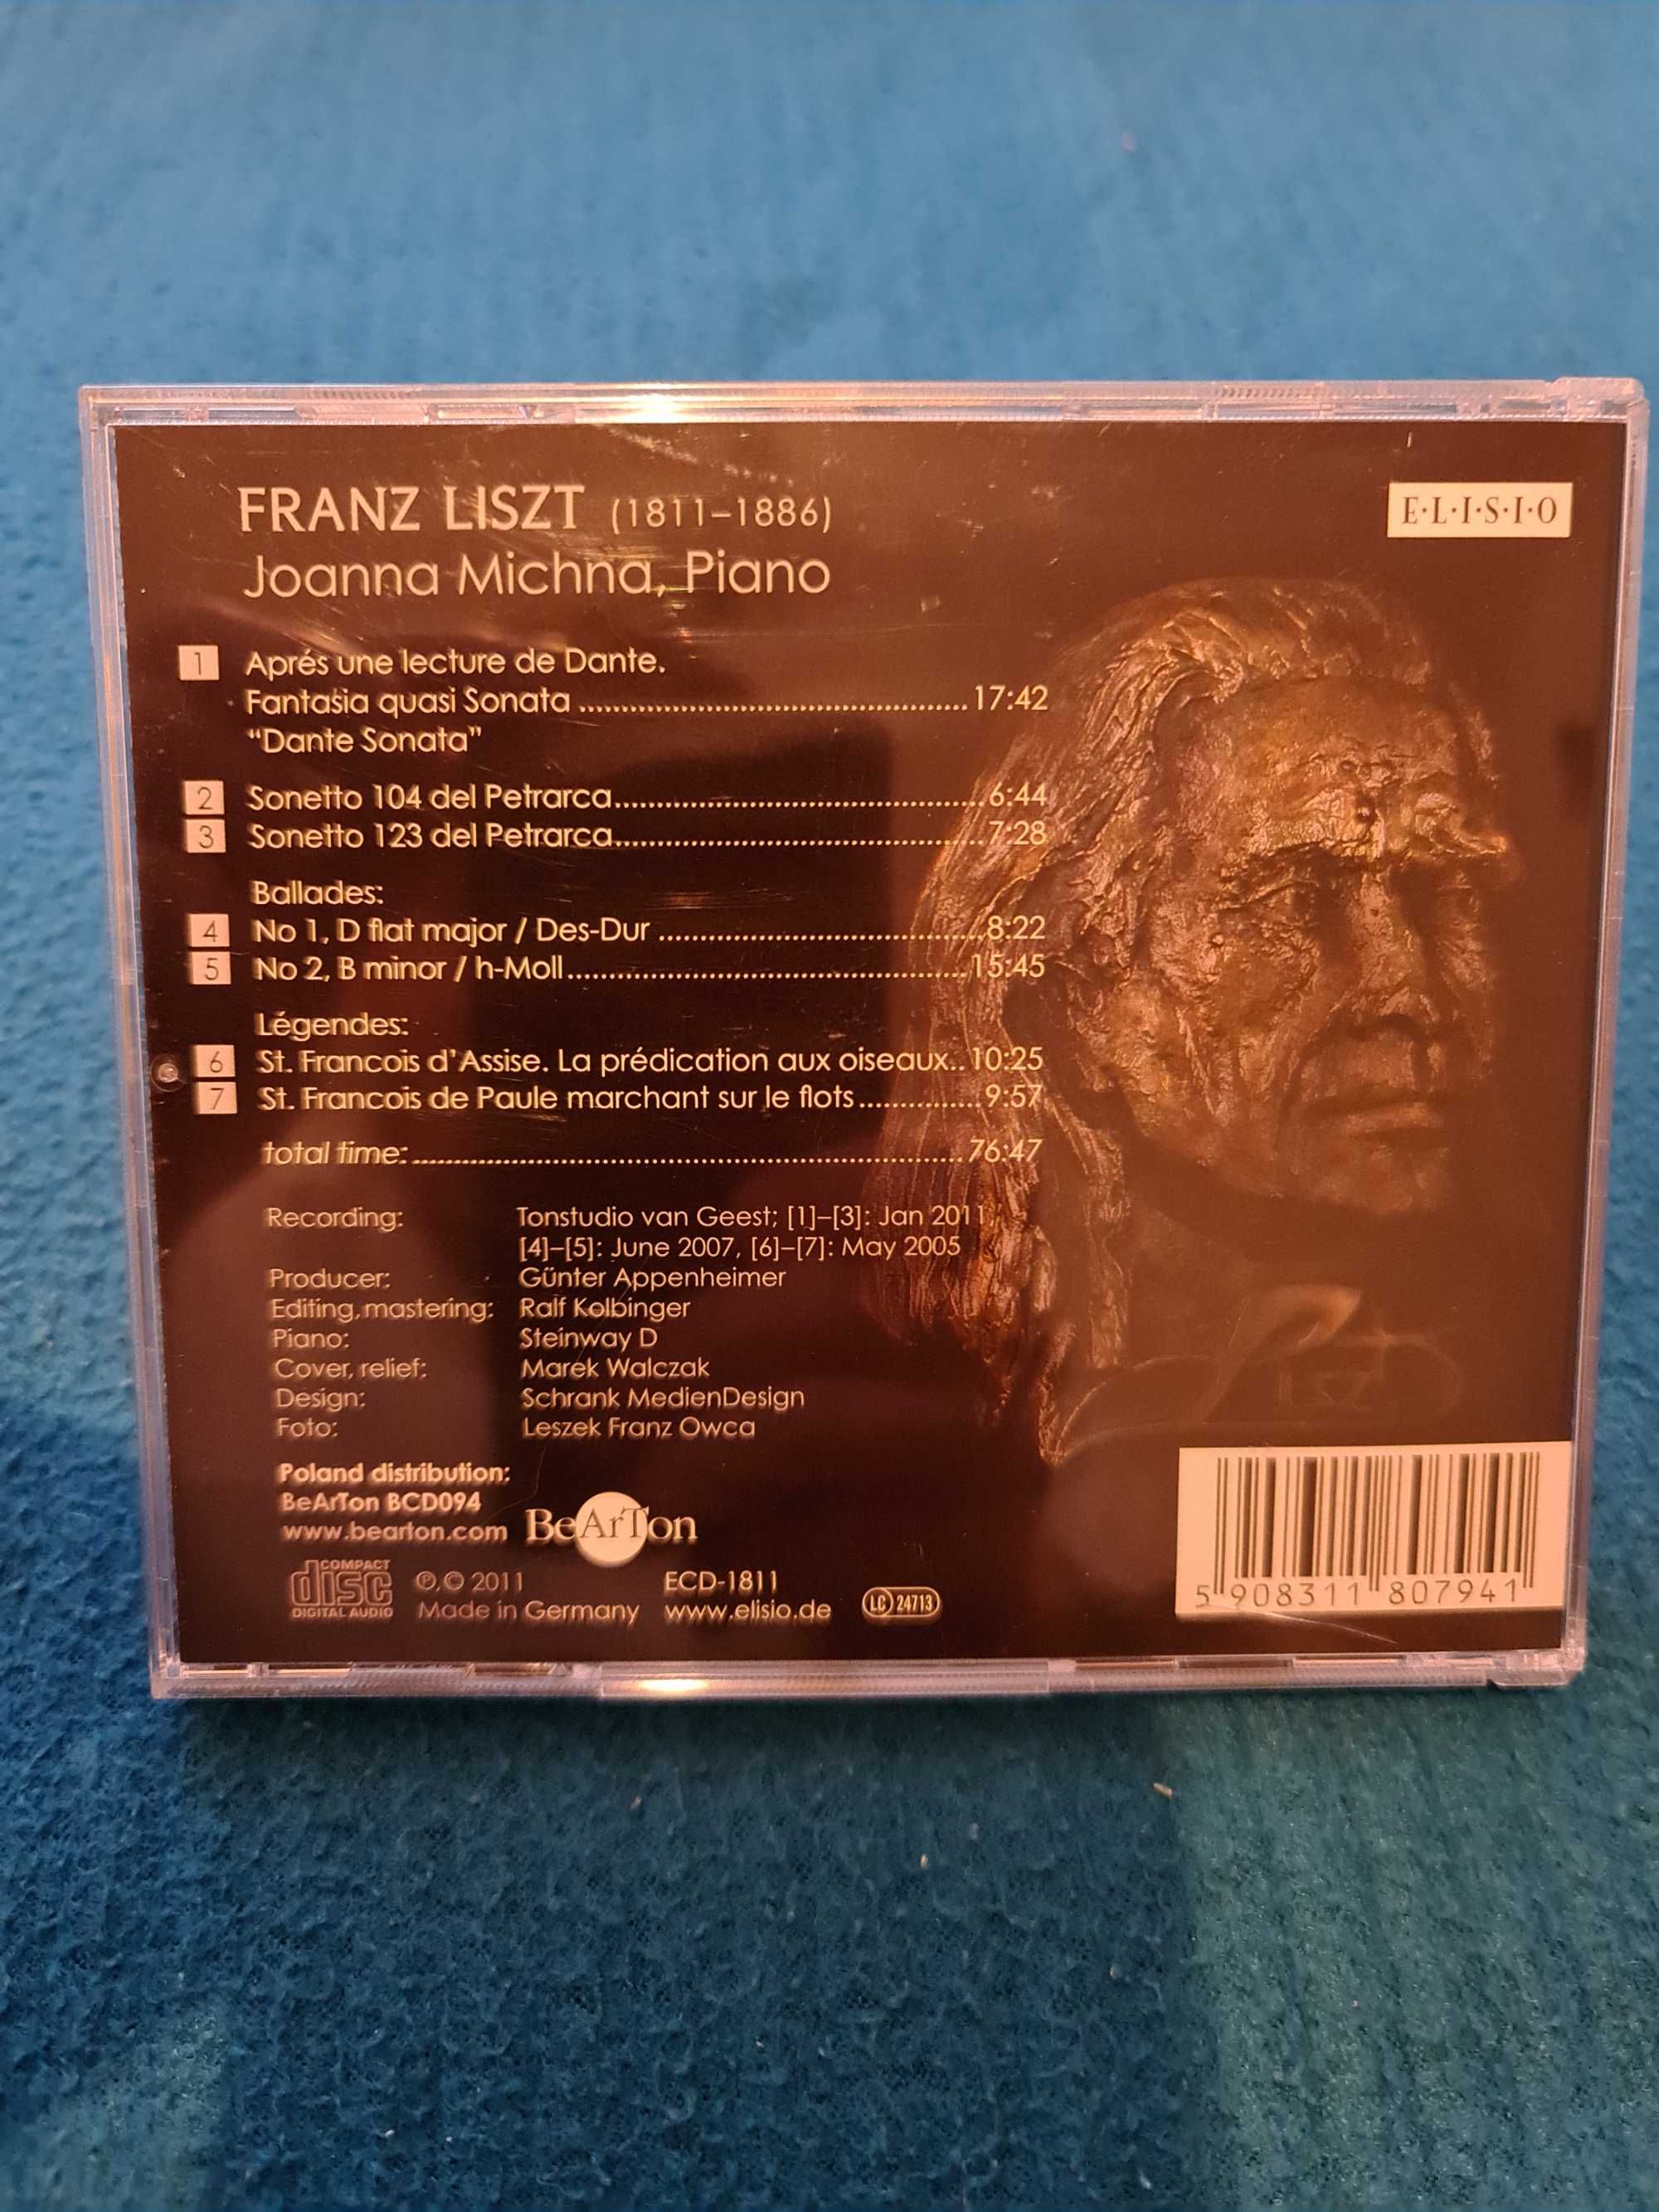 FRANZ LISZT (1811–1886)
E·L·I·S·I·O
Joanna Michna, Piano
1 Aprés une lecture de Dante.
Fantasia quasi Sonata ............................................. 17:42
“Dante Sonata”
2 Sonetto 104 del Petrarca........................................... 6:44
3 Sonetto 123 del Petrarca........................................... 7:28
Ballades:
4 No 1, D flat major / Des-Dur ...................................... 8:22
5 No 2, B minor / h-Moll............................................... 15:45
Légendes:
6 St. Francois d'Assise. La prédication aux oiseaux.. 10:25
7 St. Francois de Paule marchant sur le flots .............. 9:57
total time:................................................................ 76:47
Recording: Tonstudio van Geest; [1]–[3]: Jan 2011,
[4]–[5]: June 2007, [6]–[7]: May 2005
Producer: Günter Appenheimer
Editing, mastering: Ralf Kolbinger
Piano: Steinway D
Cover, relief: Marek Walczak
Design: Schrank MedienDesign
Foto: Leszek Franz Owca
Poland distribution:
BeArTon BCD094
www.bearton.com BeArTon
COMPACT
disc
DIGITAL AUDIO
℗,© 2011 ECD-1811
Made in Germany www.elisio.de LC 24713
5 908311 807941